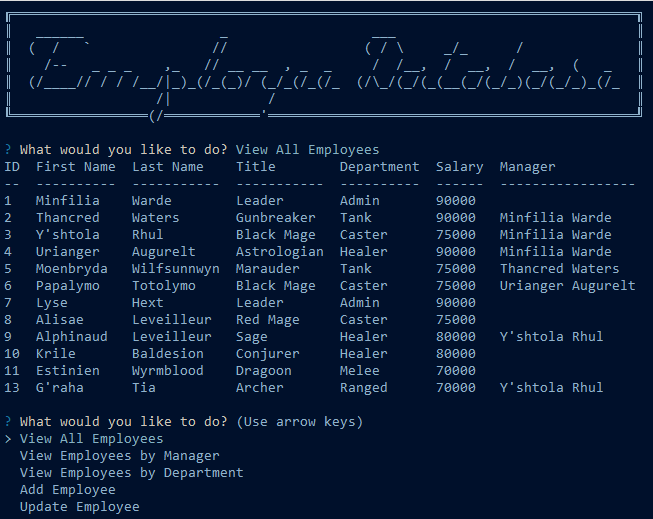 Employee Database
? What would you like to do? View All Employees
ID  First Name  Last Name    Title        Department  Salary  Manager
--  ----------  -----------  -----------  ----------  ------  -----------------
1   Minfilia    Warde        Leader       Admin       90000
2   Thancred    Waters       Gunbreaker   Tank        90000   Minfilia Warde
3   Y'shtola    Rhul         Black Mage   Caster      75000   Minfilia Warde
4   Urianger    Augurelt     Astrologian  Healer      90000   Minfilia Warde
5   Moenbryda   Wilfsunnwyn  Marauder     Tank        75000   Thancred Waters
6   Papalymo    Totolymo     Black Mage   Caster      75000   Urianger Augurelt
7   Lyse        Hext         Leader       Admin       90000
8   Alisae      Leveilleur   Red Mage     Caster      75000
9   Alphinaud   Leveilleur   Sage         Healer      80000   Y'shtola Rhul
10  Krile       Baldesion    Conjurer     Healer      80000
11  Estinien    Wyrmblood    Dragoon      Melee       70000
13  G'raha      Tia          Archer       Ranged      70000   Y'shtola Rhul
? What would you like to do? (Use arrow keys)
> View All Employees
  View Employees by Manager
  View Employees by Department
  Add Employee
  Update Employee